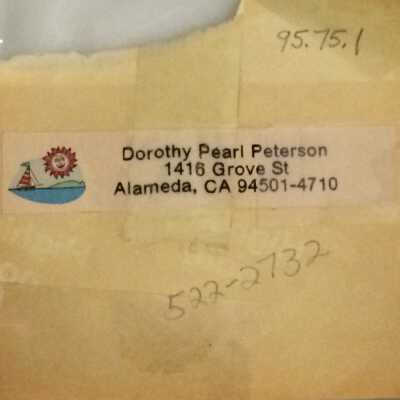 95.75.1
Dorothy Pearl Peterson
1416 Grove St
Alameda, CA 94501-4710
522-2732